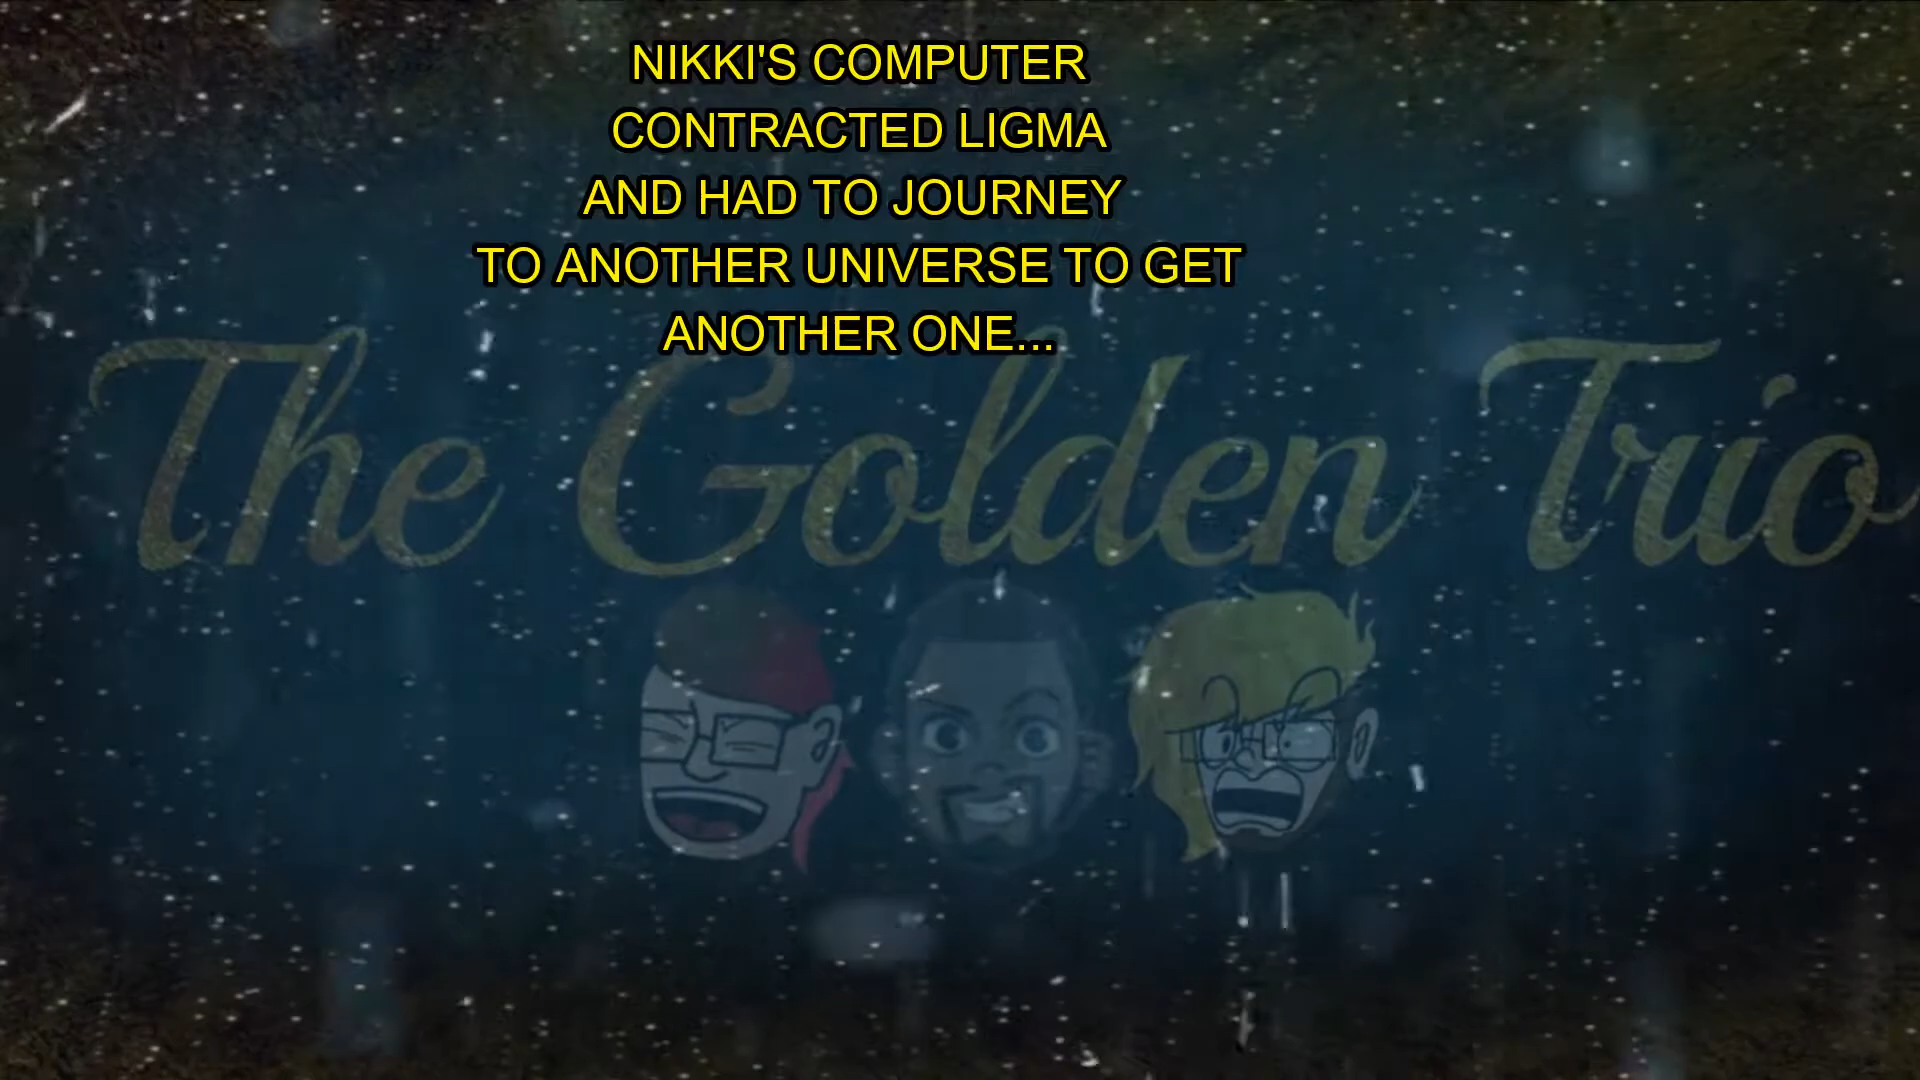 NIKKI'S COMPUTER
CONTRACTED LIGMA
AND HAD TO JOURNEY
TO ANOTHER UNIVERSE TO GET
ANOTHER ONE...
The Golden Trio